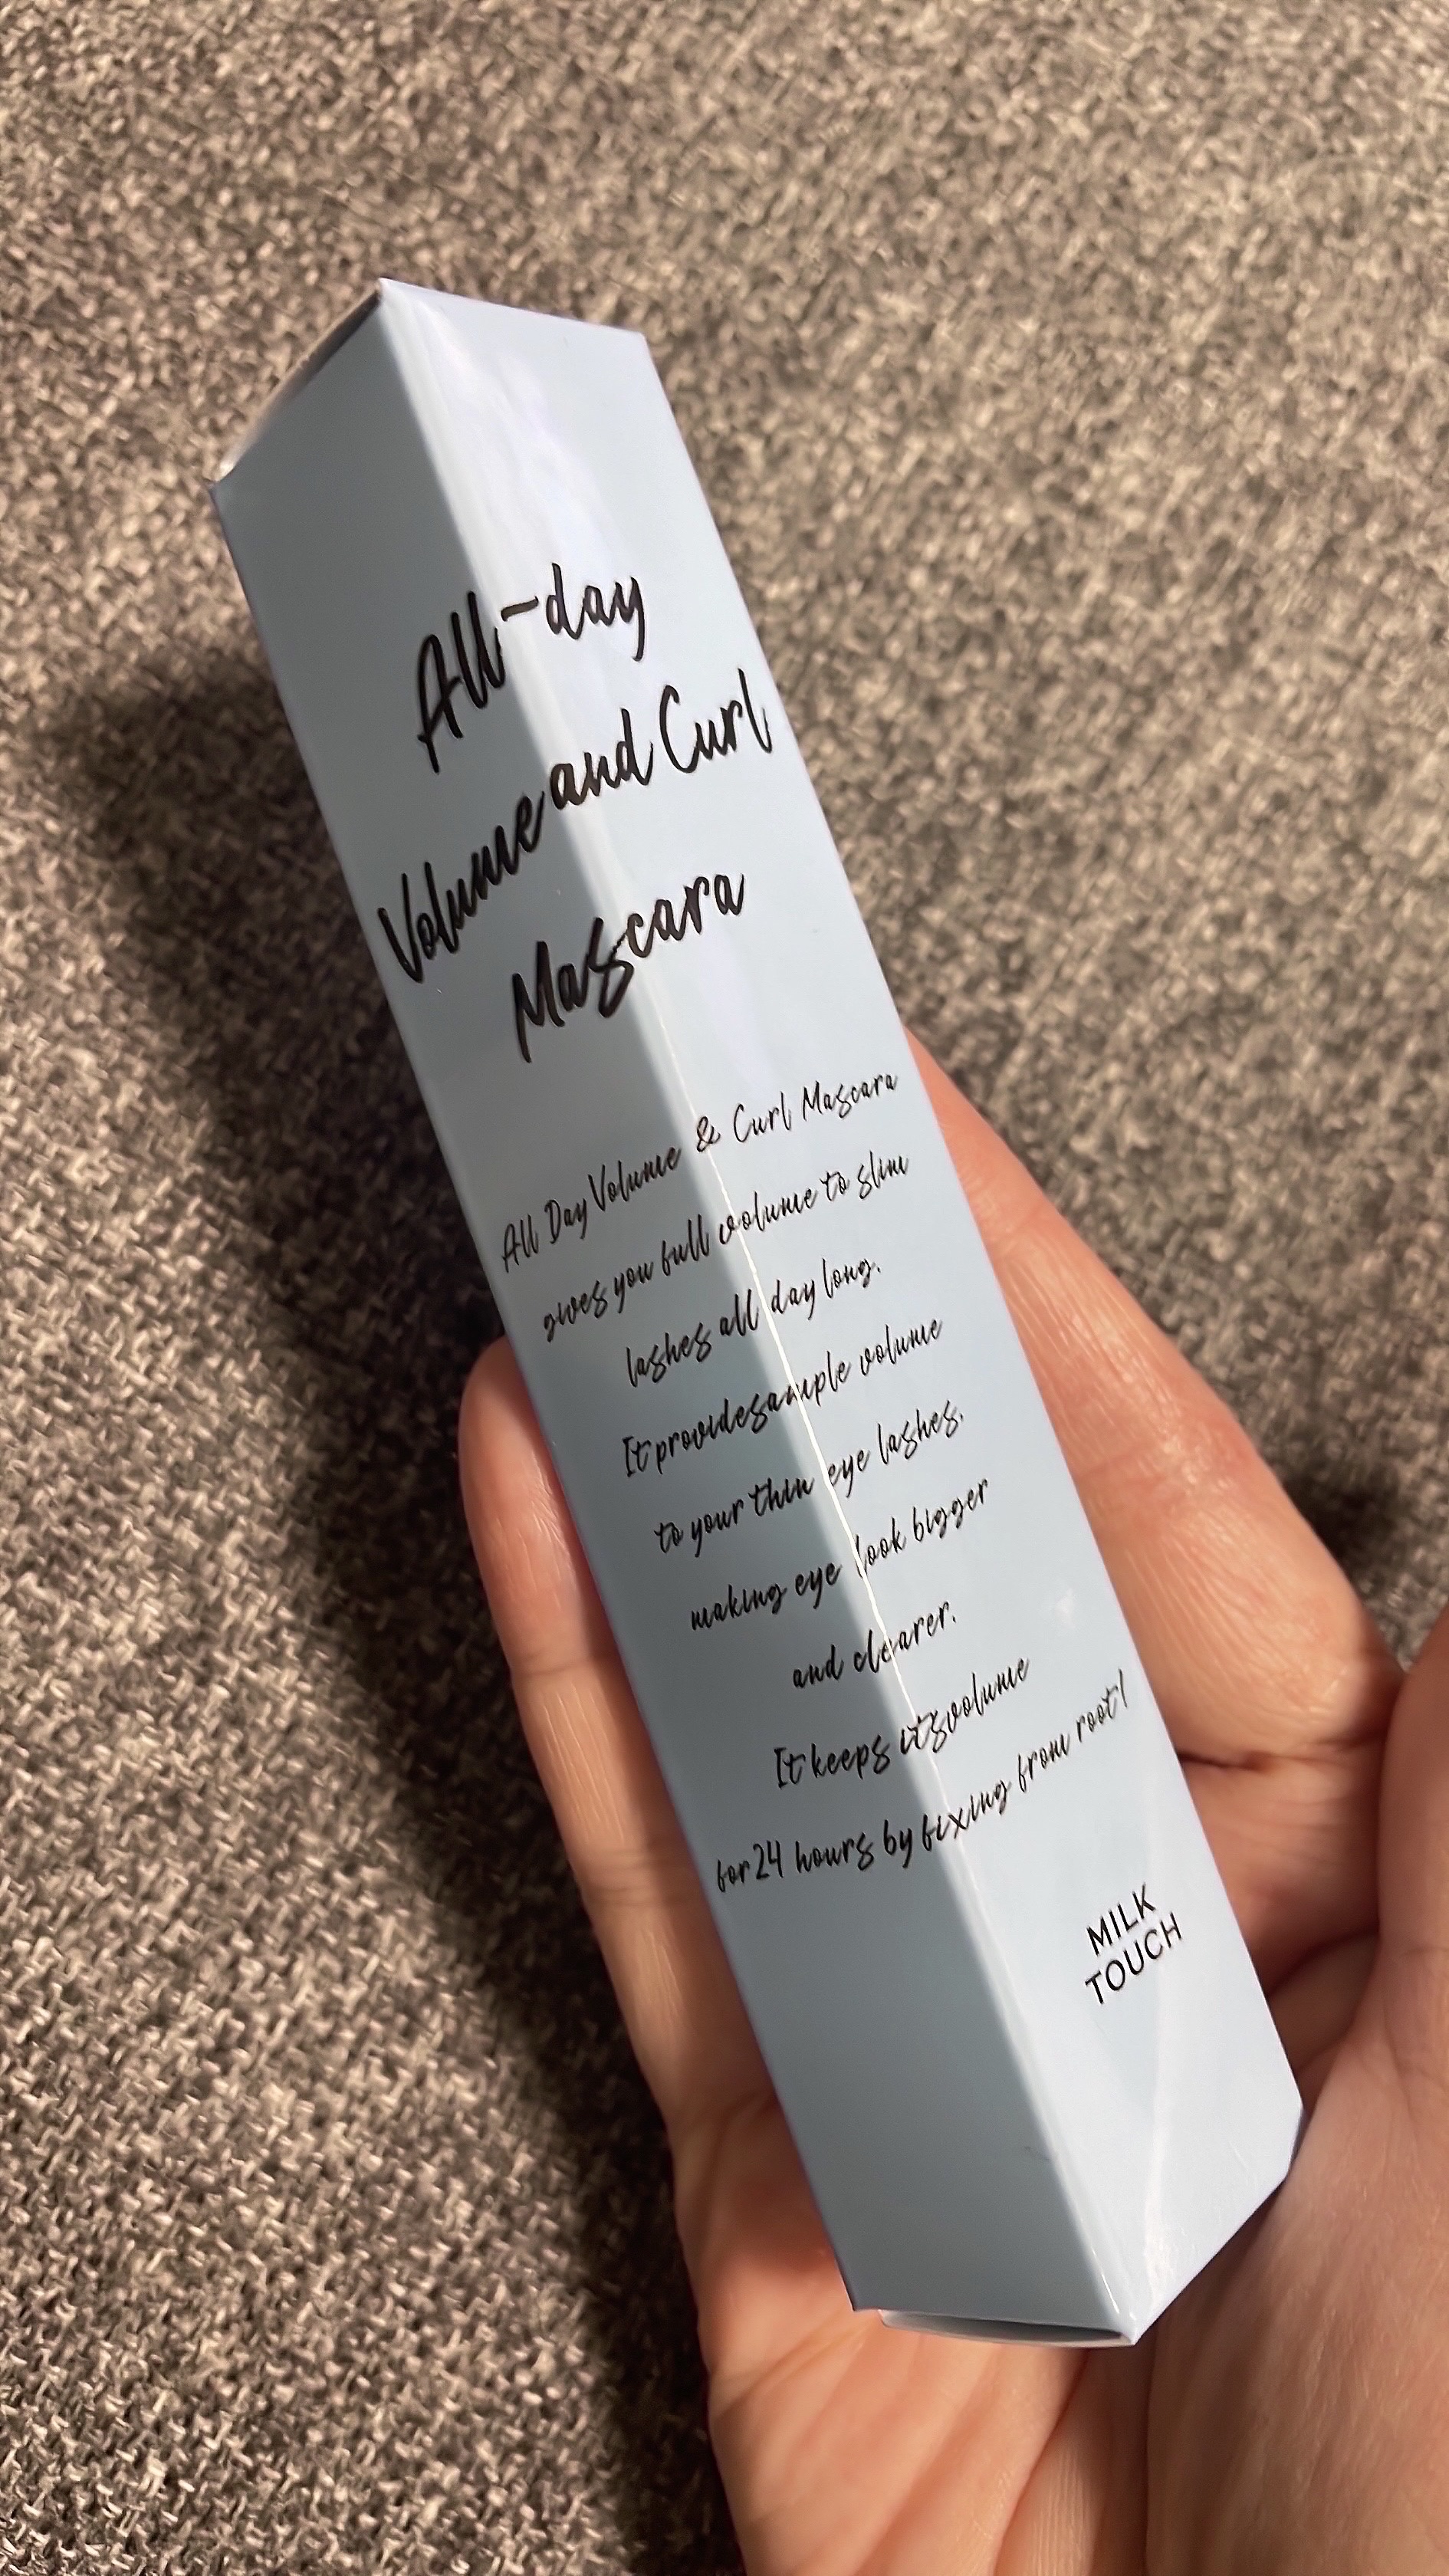 All-day
Volume and Curl
Mascara
All Day Volume & Curl Mascara
gives you full volume to slim
lashes all day long.
It providesample volume
to your thin eye lashes,
making eye look bigger
and clearer.
It keeps itsvolume
for 24 hours by fixing from root!
MILK
TOUCH